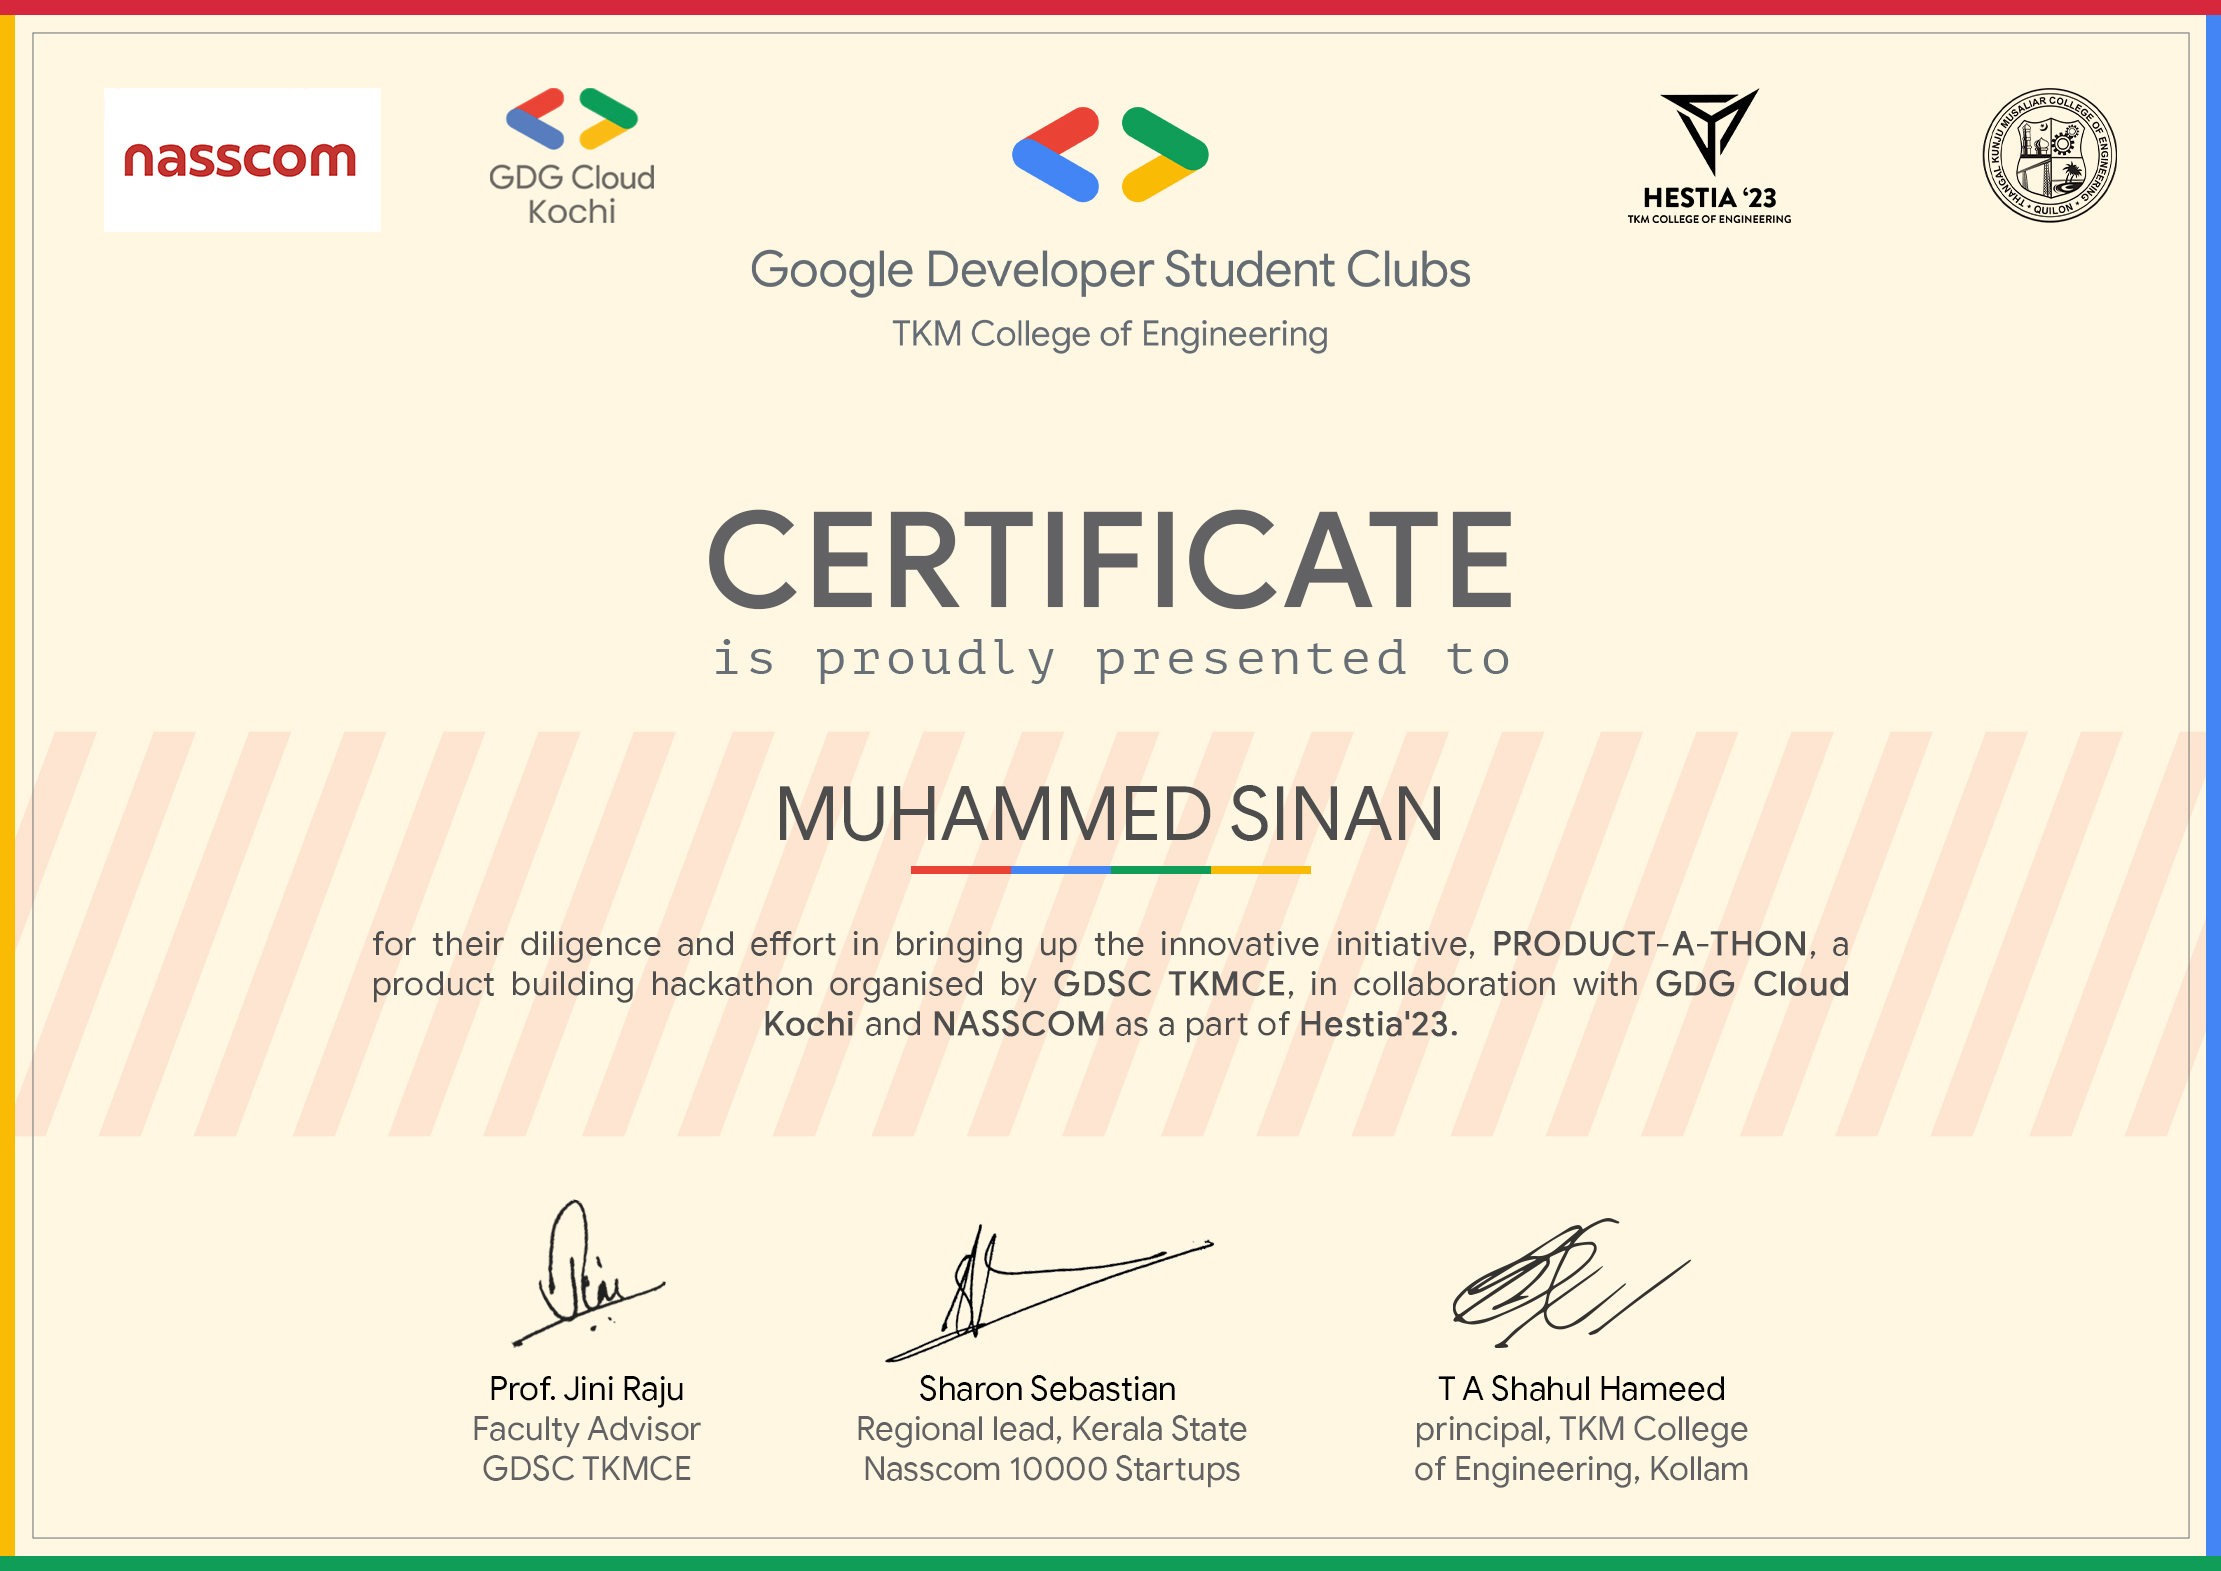 nasscom
GDG Cloud
Kochi
HESTIA ‘23
TKM COLLEGE OF ENGINEERING
THANGAL KUNJU MUSALIAR COLLEGE OF ENGINEERING
• QUILON •
Google Developer Student Clubs
TKM College of Engineering
CERTIFICATE
is proudly presented to
MUHAMMED SINAN
for their diligence and effort in bringing up the innovative initiative, PRODUCT-A-THON, a
product building hackathon organised by GDSC TKMCE, in collaboration with GDG Cloud
Kochi and NASSCOM as a part of Hestia'23.
Prof. Jini Raju
Faculty Advisor
GDSC TKMCE
Sharon Sebastian
Regional lead, Kerala State
Nasscom 10000 Startups
T A Shahul Hameed
principal, TKM College
of Engineering, Kollam